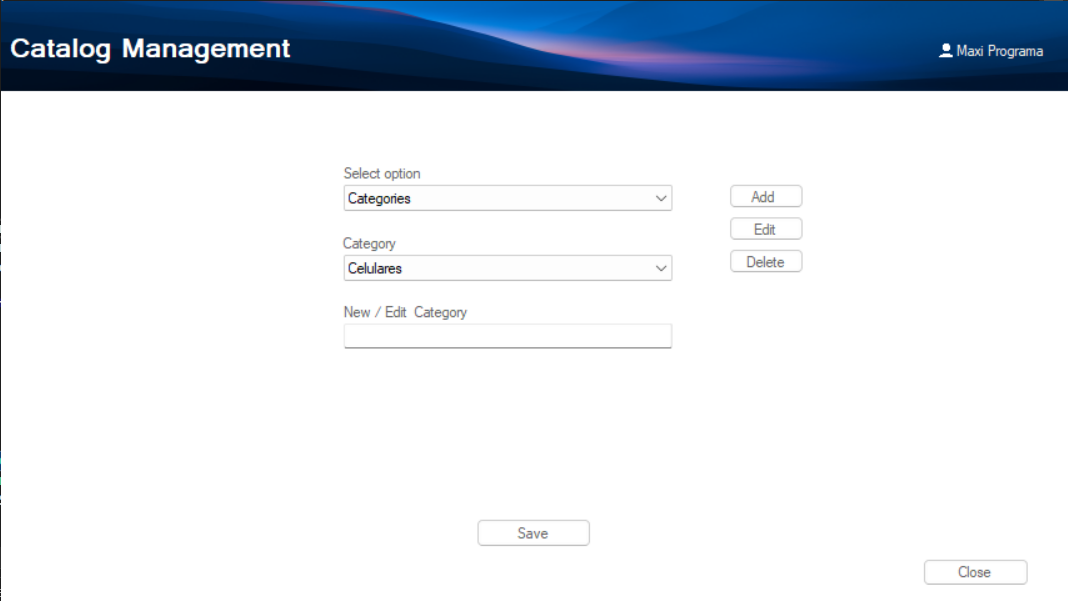 Catalog Management
Maxi Programa
Select option
Categories
Add
Edit
Category
Celulares
Delete
New / Edit Category
Save
Close